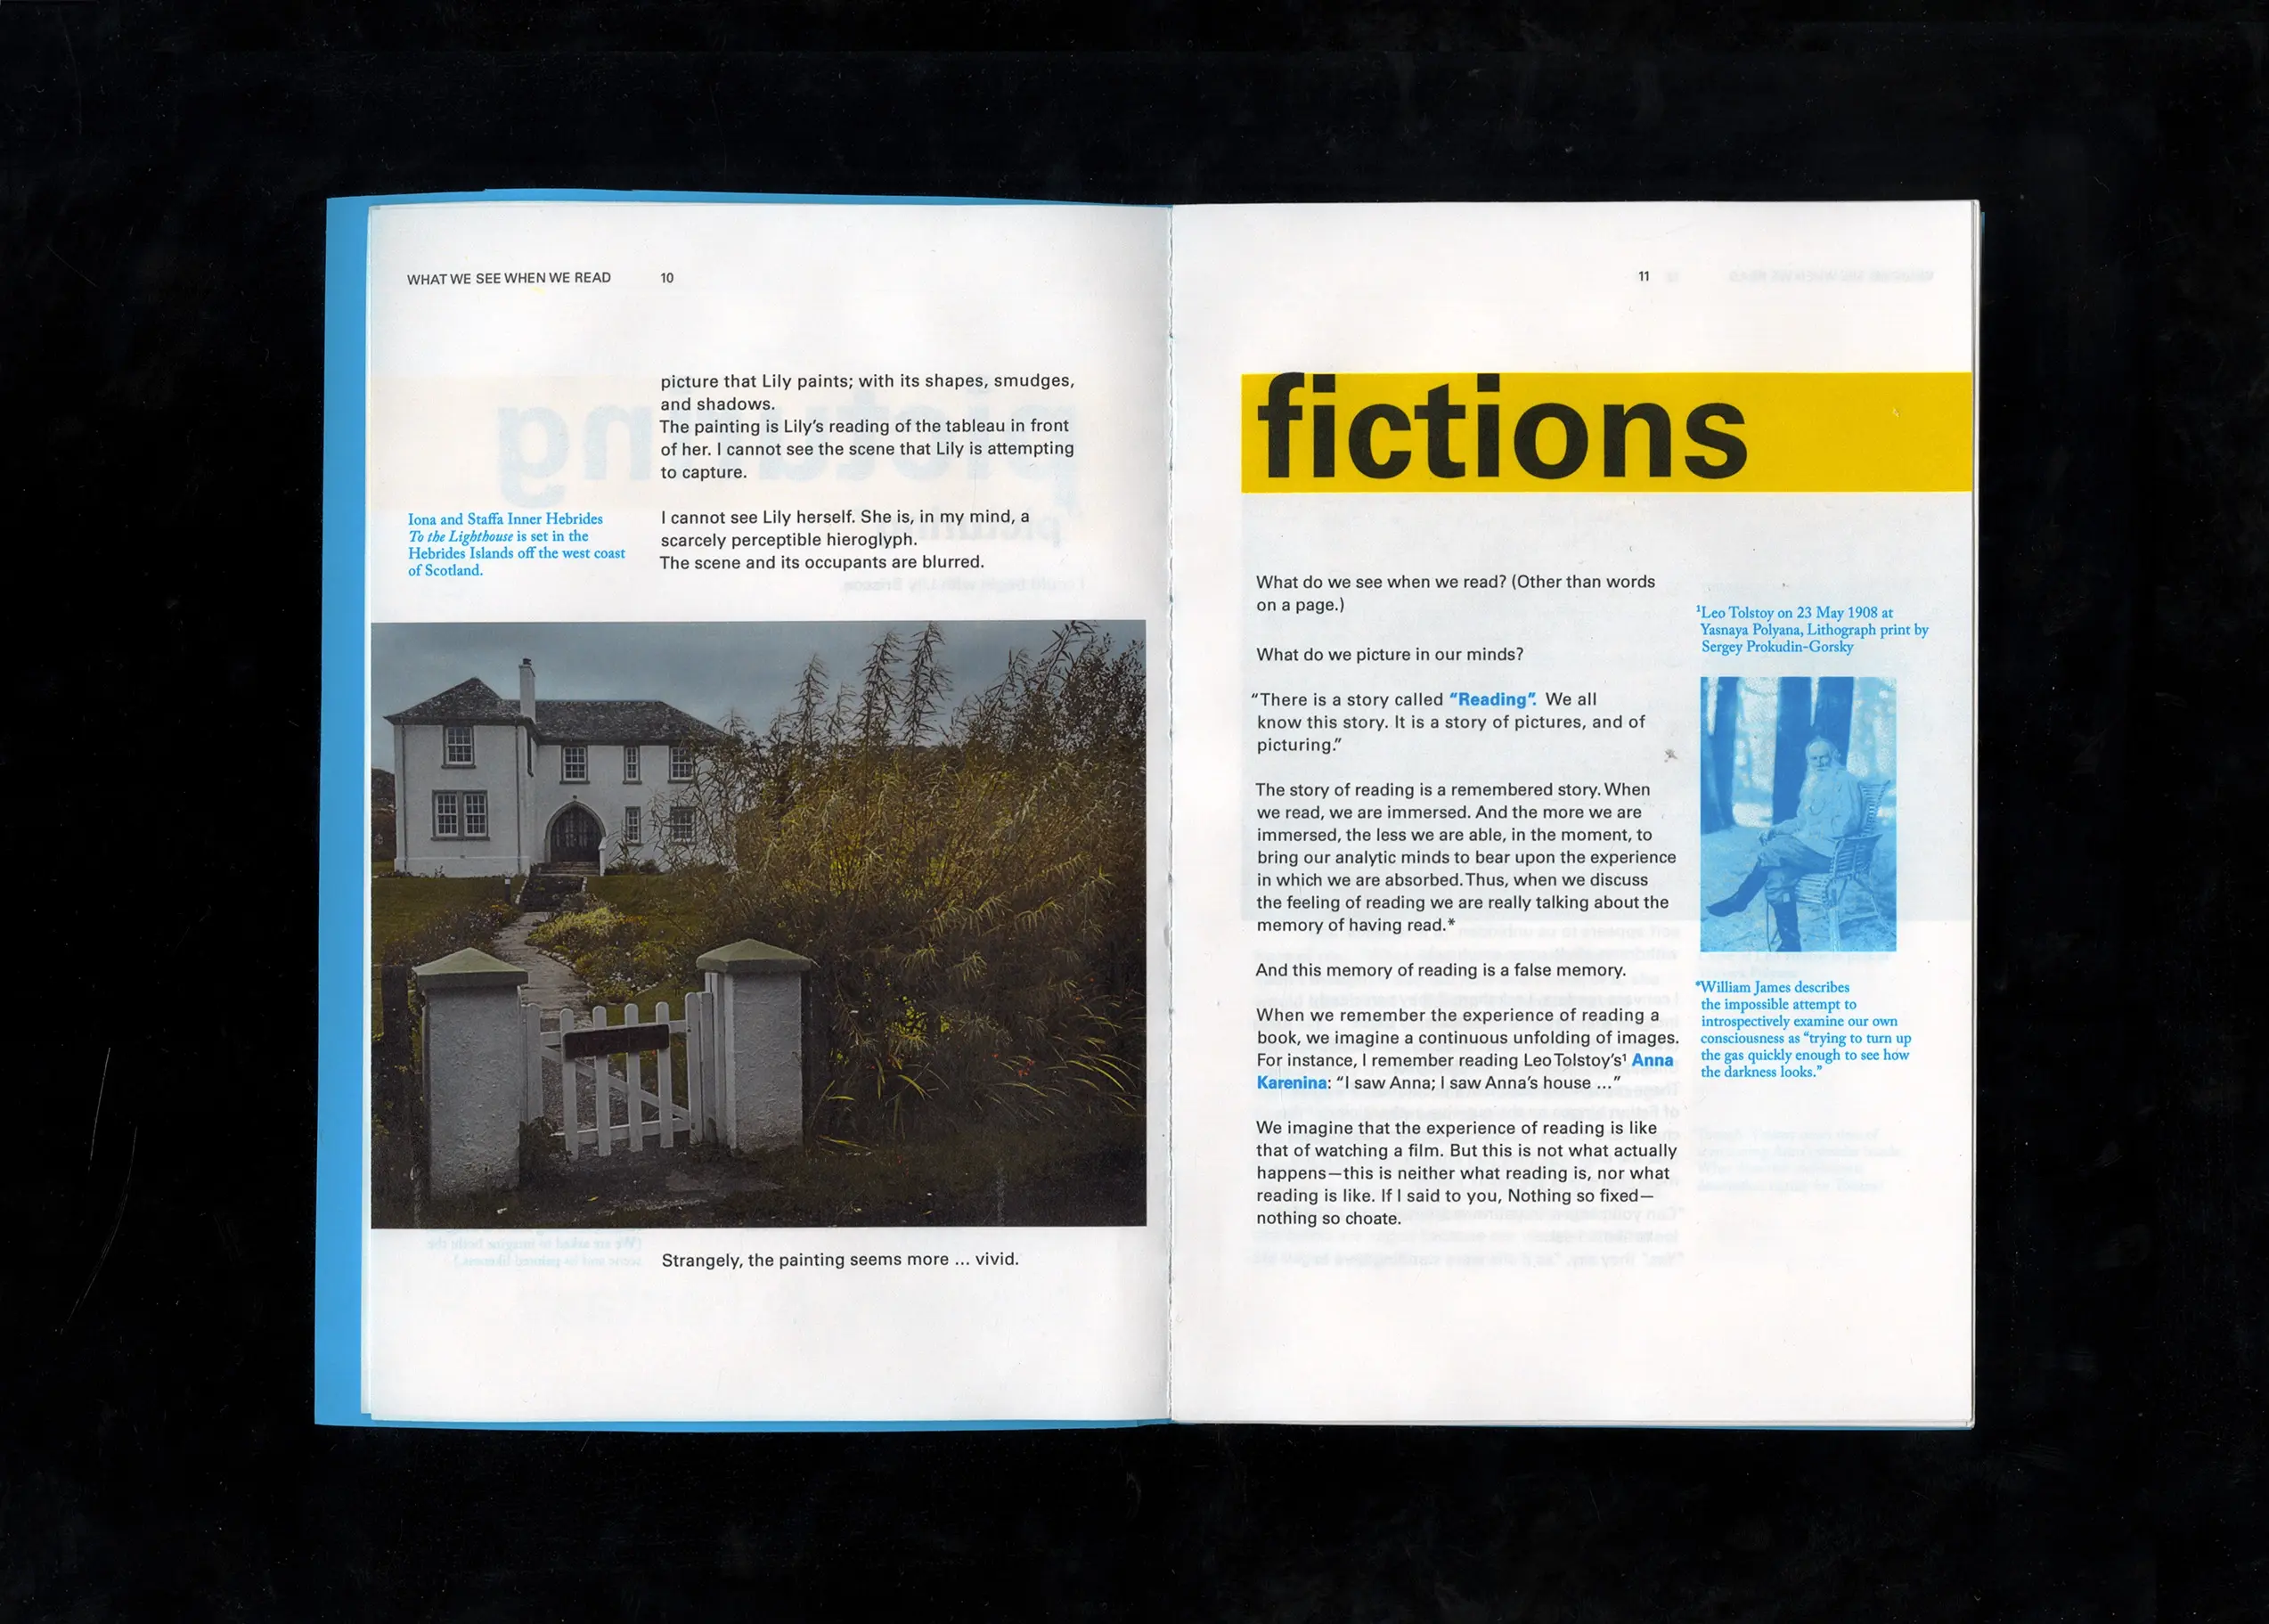 WHAT WE SEE WHEN WE READ 10
picture that Lily paints; with its shapes, smudges,
and shadows.
The painting is Lily’s reading of the tableau in front
of her. I cannot see the scene that Lily is attempting
to capture.
Iona and Staffa Inner Hebrides
To the Lighthouse is set in the
Hebrides Islands off the west coast
of Scotland.
I cannot see Lily herself. She is, in my mind, a
scarcely perceptible hieroglyph.
The scene and its occupants are blurred.
Strangely, the painting seems more ... vivid.
11
fictions
What do we see when we read? (Other than words
on a page.)
What do we picture in our minds?
“There is a story called “Reading”. We all
know this story. It is a story of pictures, and of
picturing.”
The story of reading is a remembered story. When
we read, we are immersed. And the more we are
immersed, the less we are able, in the moment, to
bring our analytic minds to bear upon the experience
in which we are absorbed. Thus, when we discuss
the feeling of reading we are really talking about the
memory of having read.*
And this memory of reading is a false memory.
When we remember the experience of reading a
book, we imagine a continuous unfolding of images.
For instance, I remember reading Leo Tolstoy’s¹ Anna
Karenina: “I saw Anna; I saw Anna’s house ...”
We imagine that the experience of reading is like
that of watching a film. But this is not what actually
happens—this is neither what reading is, nor what
reading is like. If I said to you, Nothing so fixed—
nothing so choate.
¹Leo Tolstoy on 23 May 1908 at
Yasnaya Polyana, Lithograph print by
Sergey Prokudin-Gorsky
*William James describes
the impossible attempt to
introspectively examine our own
consciousness as “trying to turn up
the gas quickly enough to see how
the darkness looks.”